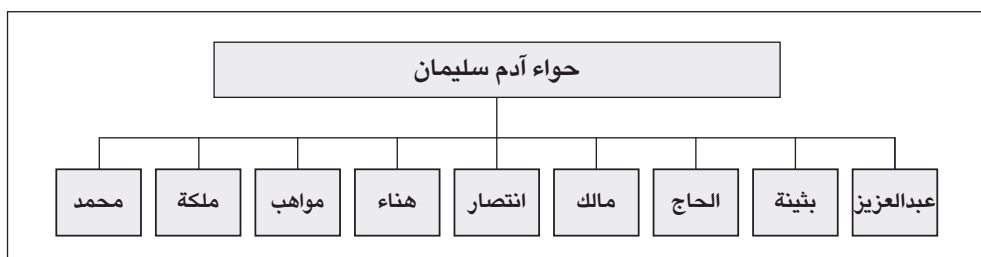 حواء آدم سليمان
عبدالعزيز بثينة الحاج مالك انتصار هناء مواهب ملكة محمد